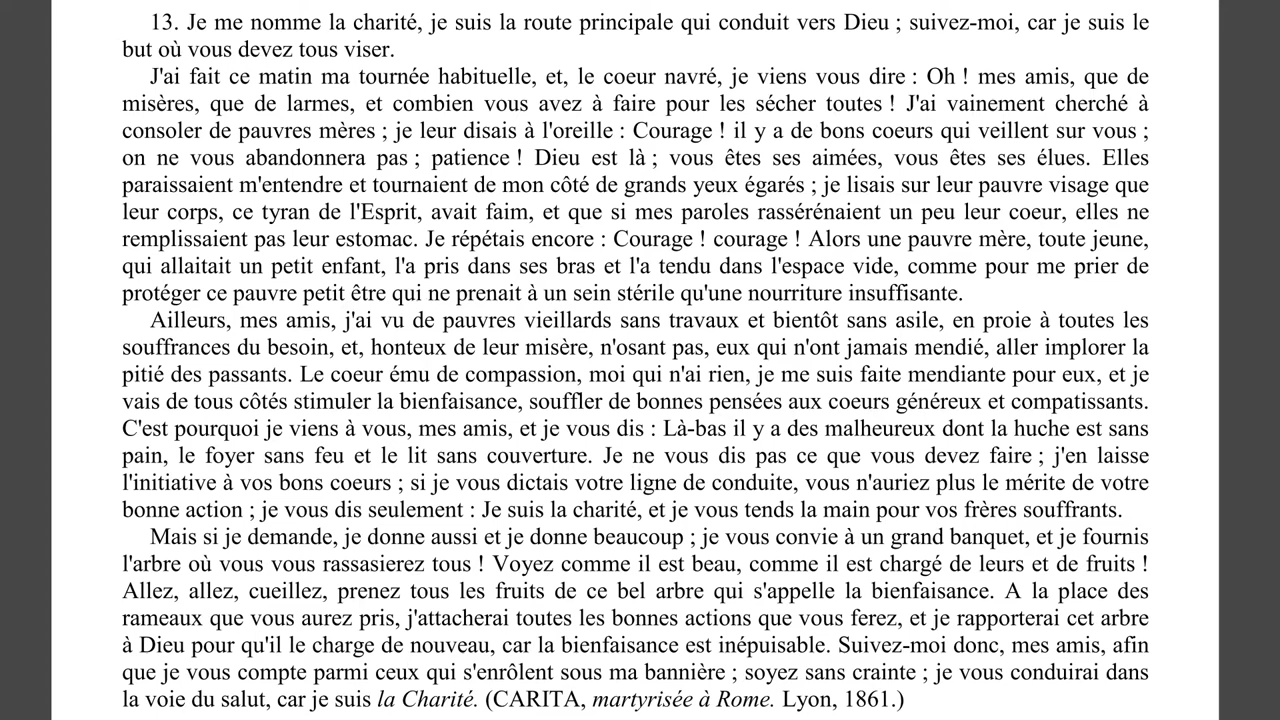 13. Je me nomme la charité, je suis la route principale qui conduit vers Dieu ; suivez-moi, car je suis le
but où vous devez tous viser.
J'ai fait ce matin ma tournée habituelle, et, le coeur navré, je viens vous dire : Oh ! mes amis, que de
misères, que de larmes, et combien vous avez à faire pour les sécher toutes ! J'ai vainement cherché à
consoler de pauvres mères ; je leur disais à l'oreille : Courage ! il y a de bons coeurs qui veillent sur vous ;
on ne vous abandonnera pas ; patience ! Dieu est là ; vous êtes ses aimées, vous êtes ses élues. Elles
paraissaient m'entendre et tournaient de mon côté de grands yeux égarés ; je lisais sur leur pauvre visage que
leur corps, ce tyran de l'Esprit, avait faim, et que si mes paroles rassérénaient un peu leur coeur, elles ne
remplissaient pas leur estomac. Je répétais encore : Courage ! courage ! Alors une pauvre mère, toute jeune,
qui allaitait un petit enfant, l'a pris dans ses bras et l'a tendu dans l'espace vide, comme pour me prier de
protéger ce pauvre petit être qui ne prenait à un sein stérile qu'une nourriture insuffisante.
Ailleurs, mes amis, j'ai vu de pauvres vieillards sans travaux et bientôt sans asile, en proie à toutes les
souffrances du besoin, et, honteux de leur misère, n'osant pas, eux qui n'ont jamais mendié, aller implorer la
pitié des passants. Le coeur ému de compassion, moi qui n'ai rien, je me suis faite mendiante pour eux, et je
vais de tous côtés stimuler la bienfaisance, souffler de bonnes pensées aux coeurs généreux et compatissants.
C'est pourquoi je viens à vous, mes amis, et je vous dis : Là-bas il y a des malheureux dont la huche est sans
pain, le foyer sans feu et le lit sans couverture. Je ne vous dis pas ce que vous devez faire ; j'en laisse
l'initiative à vos bons coeurs ; si je vous dictais votre ligne de conduite, vous n'auriez plus le mérite de votre
bonne action ; je vous dis seulement : Je suis la charité, et je vous tends la main pour vos frères souffrants.
Mais si je demande, je donne aussi et je donne beaucoup ; je vous convie à un grand banquet, et je fournis
l'arbre où vous vous rassasierez tous ! Voyez comme il est beau, comme il est chargé de leurs et de fruits !
Allez, allez, cueillez, prenez tous les fruits de ce bel arbre qui s'appelle la bienfaisance. A la place des
rameaux que vous aurez pris, j'attacherai toutes les bonnes actions que vous ferez, et je rapporterai cet arbre
à Dieu pour qu'il le charge de nouveau, car la bienfaisance est inépuisable. Suivez-moi donc, mes amis, afin
que je vous compte parmi ceux qui s'enrôlent sous ma bannière ; soyez sans crainte ; je vous conduirai dans
la voie du salut, car je suis la Charité. (CARITA, martyrisée à Rome. Lyon, 1861.)